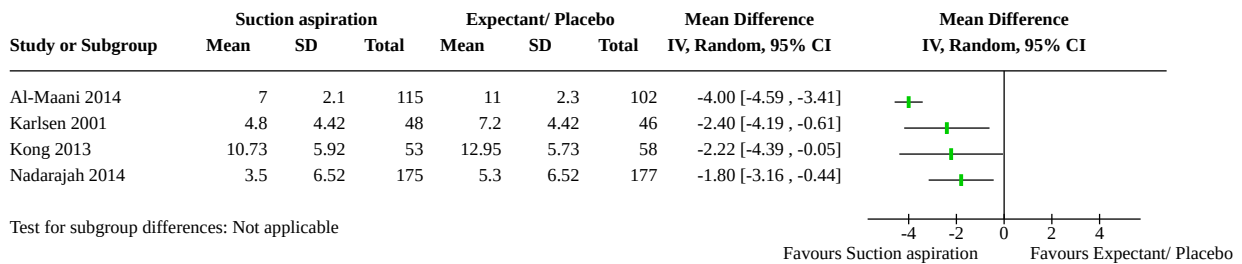 Suction aspiration Expectant/ Placebo Mean Difference Mean Difference
Study or Subgroup Mean SD Total Mean SD Total IV, Random, 95% CI IV, Random, 95% CI
Al-Maani 2014 7 2.1 115 11 2.3 102 -4.00 [-4.59 , -3.41]
Karlsen 2001 4.8 4.42 48 7.2 4.42 46 -2.40 [-4.19 , -0.61]
Kong 2013 10.73 5.92 53 12.95 5.73 58 -2.22 [-4.39 , -0.05]
Nadarajah 2014 3.5 6.52 175 5.3 6.52 177 -1.80 [-3.16 , -0.44]
Test for subgroup differences: Not applicable
-4 -2 0 2 4
Favours Suction aspiration Favours Expectant/ Placebo